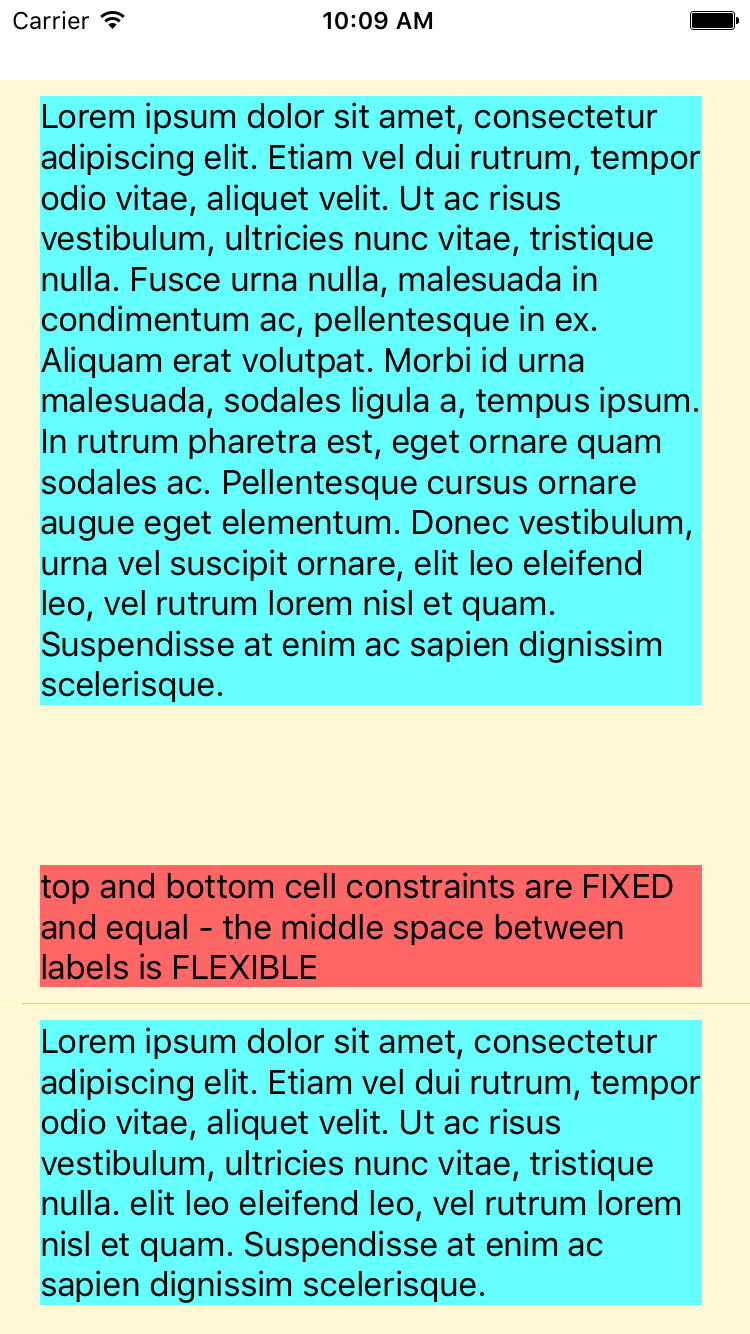 Carrier 10:09 AM
Lorem ipsum dolor sit amet, consectetur
adipiscing elit. Etiam vel dui rutrum, tempor
odio vitae, aliquet velit. Ut ac risus
vestibulum, ultricies nunc vitae, tristique
nulla. Fusce urna nulla, malesuada in
condimentum ac, pellentesque in ex.
Aliquam erat volutpat. Morbi id urna
malesuada, sodales ligula a, tempus ipsum.
In rutrum pharetra est, eget ornare quam
sodales ac. Pellentesque cursus ornare
augue eget elementum. Donec vestibulum,
urna vel suscipit ornare, elit leo eleifend
leo, vel rutrum lorem nisl et quam.
Suspendisse at enim ac sapien dignissim
scelerisque.
top and bottom cell constraints are FIXED
and equal - the middle space between
labels is FLEXIBLE
Lorem ipsum dolor sit amet, consectetur
adipiscing elit. Etiam vel dui rutrum, tempor
odio vitae, aliquet velit. Ut ac risus
vestibulum, ultricies nunc vitae, tristique
nulla. elit leo eleifend leo, vel rutrum lorem
nisl et quam. Suspendisse at enim ac
sapien dignissim scelerisque.